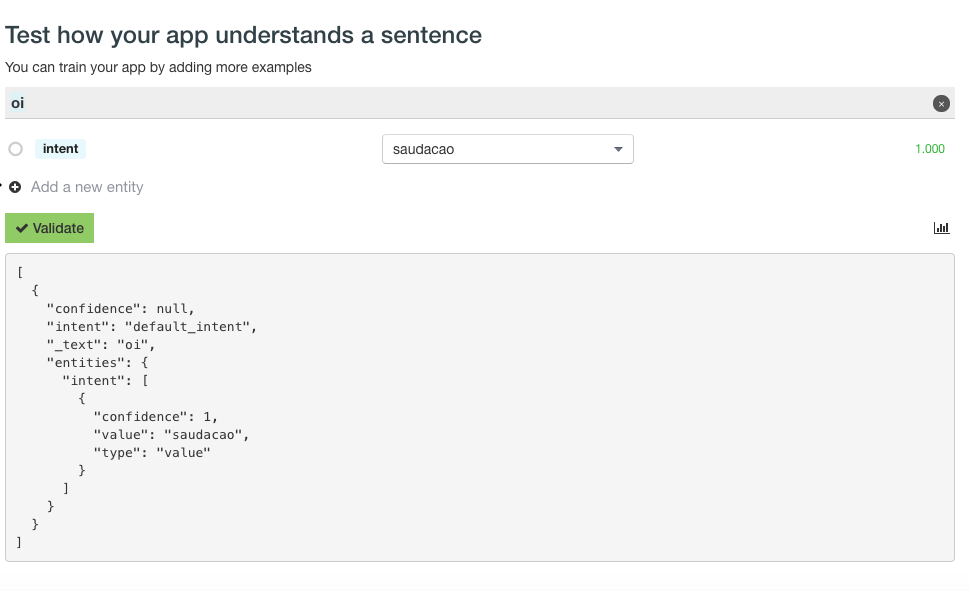 Test how your app understands a sentence
You can train your app by adding more examples
oi
intent saudacao 1.000
Add a new entity
Validate
[
  {
    "confidence": null,
    "intent": "default_intent",
    "_text": "oi",
    "entities": {
      "intent": [
        {
          "confidence": 1,
          "value": "saudacao",
          "type": "value"
        }
      ]
    }
  }
]